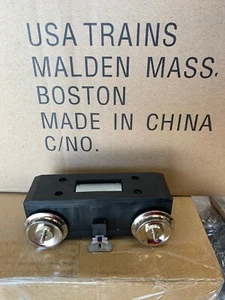 USA TRAINS
MALDEN MASS.
BOSTON
MADE IN CHINA
C/NO.